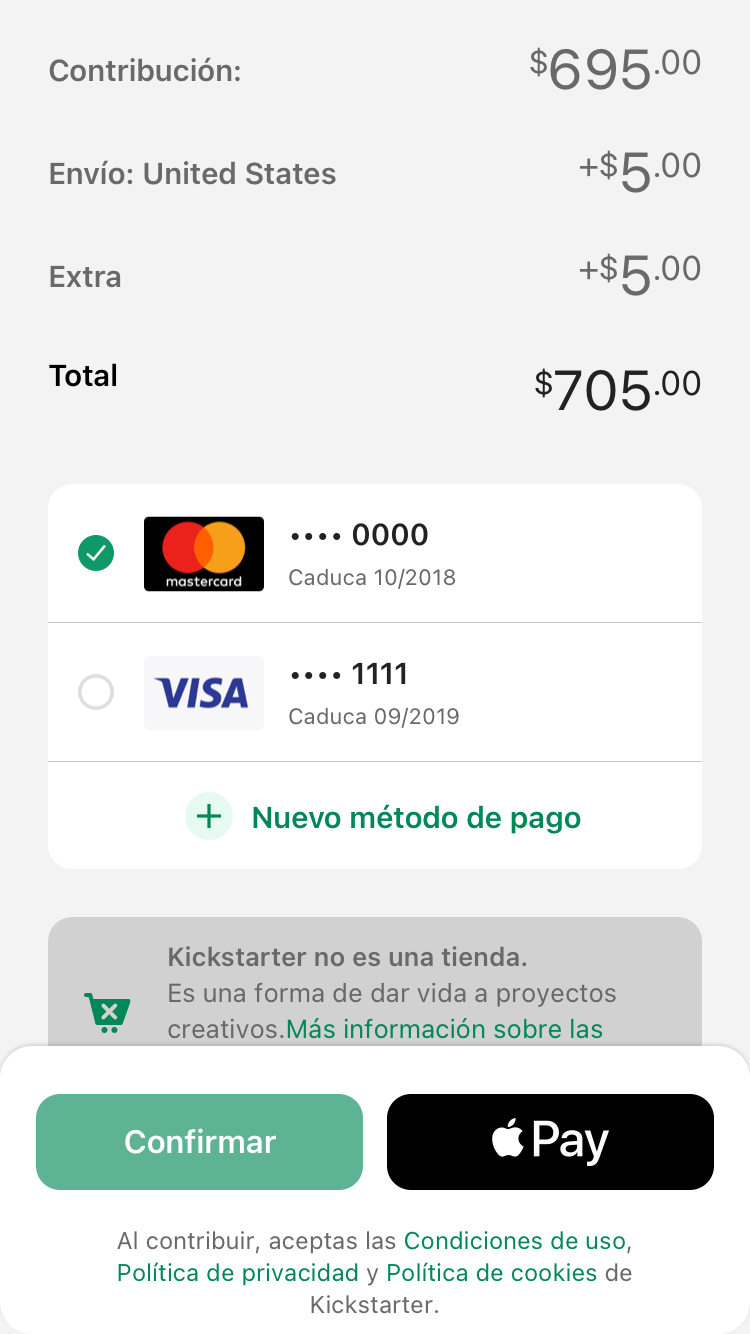 Contribución: $695.00
Envío: United States +$5.00
Extra +$5.00
Total $705.00
mastercard
•••• 0000
Caduca 10/2018
VISA
•••• 1111
Caduca 09/2019
+ Nuevo método de pago
Kickstarter no es una tienda.
Es una forma de dar vida a proyectos
creativos.Más información sobre las
Confirmar
Pay
Al contribuir, aceptas las Condiciones de uso,
Política de privacidad y Política de cookies de
Kickstarter.